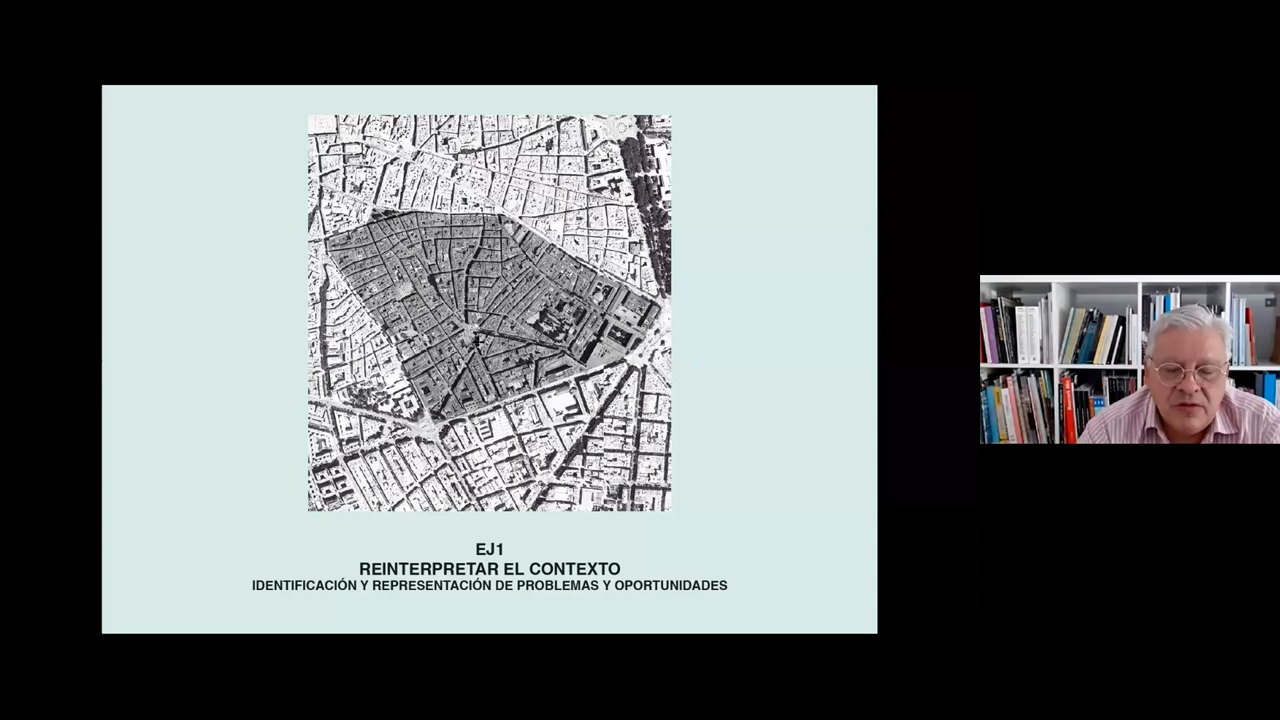 EJ1
REINTERPRETAR EL CONTEXTO
IDENTIFICACIÓN Y REPRESENTACIÓN DE PROBLEMAS Y OPORTUNIDADES